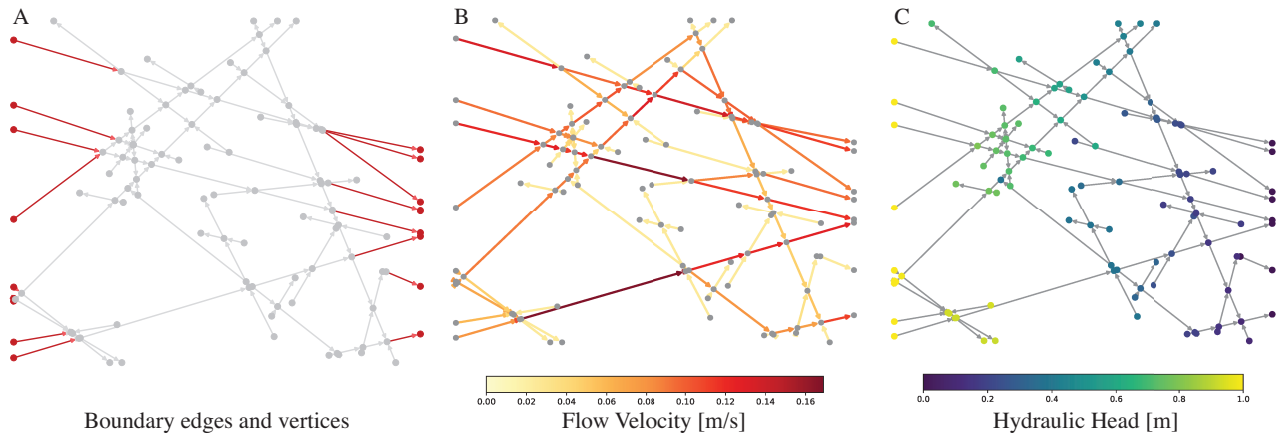 A
B
C
0.00 0.02 0.04 0.06 0.08 0.10 0.12 0.14 0.16
0.0 0.2 0.4 0.6 0.8 1.0
Boundary edges and vertices
Flow Velocity [m/s]
Hydraulic Head [m]